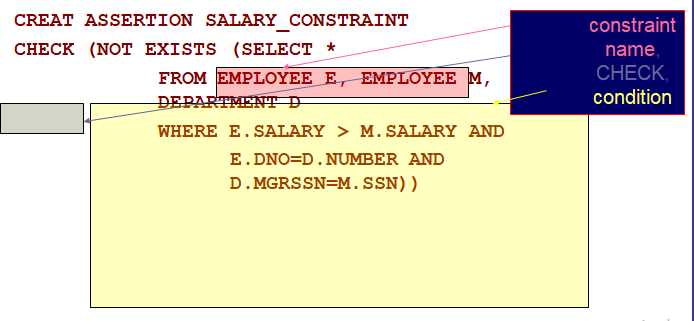 CREAT ASSERTION SALARY_CONSTRAINT
CHECK (NOT EXISTS (SELECT *
FROM EMPLOYEE E, EMPLOYEE M,
DEPARTMENT D
WHERE E.SALARY > M.SALARY AND
E.DNO=D.NUMBER AND
D.MGRSSN=M.SSN))
constraint
name,
CHECK,
condition